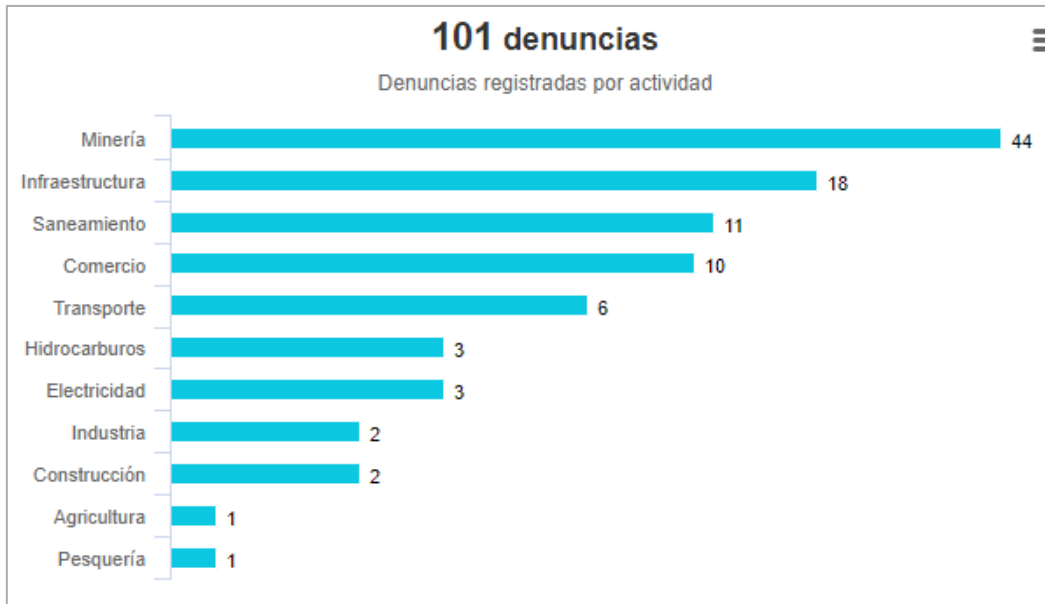 101 denuncias
Denuncias registradas por actividad
Minería 44
Infraestructura 18
Saneamiento 11
Comercio 10
Transporte 6
Hidrocarburos 3
Electricidad 3
Industria 2
Construcción 2
Agricultura 1
Pesquería 1